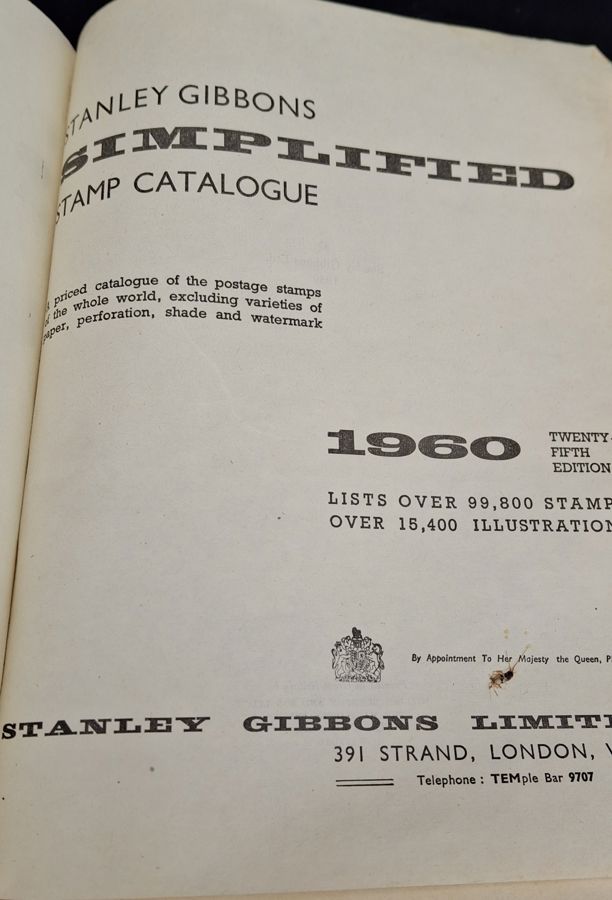 STANLEY GIBBONS
SIMPLIFIED
STAMP CATALOGUE
priced catalogue of the postage stamps
of the whole world, excluding varieties of
paper, perforation, shade and watermark
1960
TWENTY-
FIFTH
EDITION
LISTS OVER 99,800 STAMP
OVER 15,400 ILLUSTRATION
By Appointment To Her Majesty the Queen, P
STANLEY GIBBONS LIMIT
391 STRAND, LONDON, W
Telephone : TEMple Bar 9707